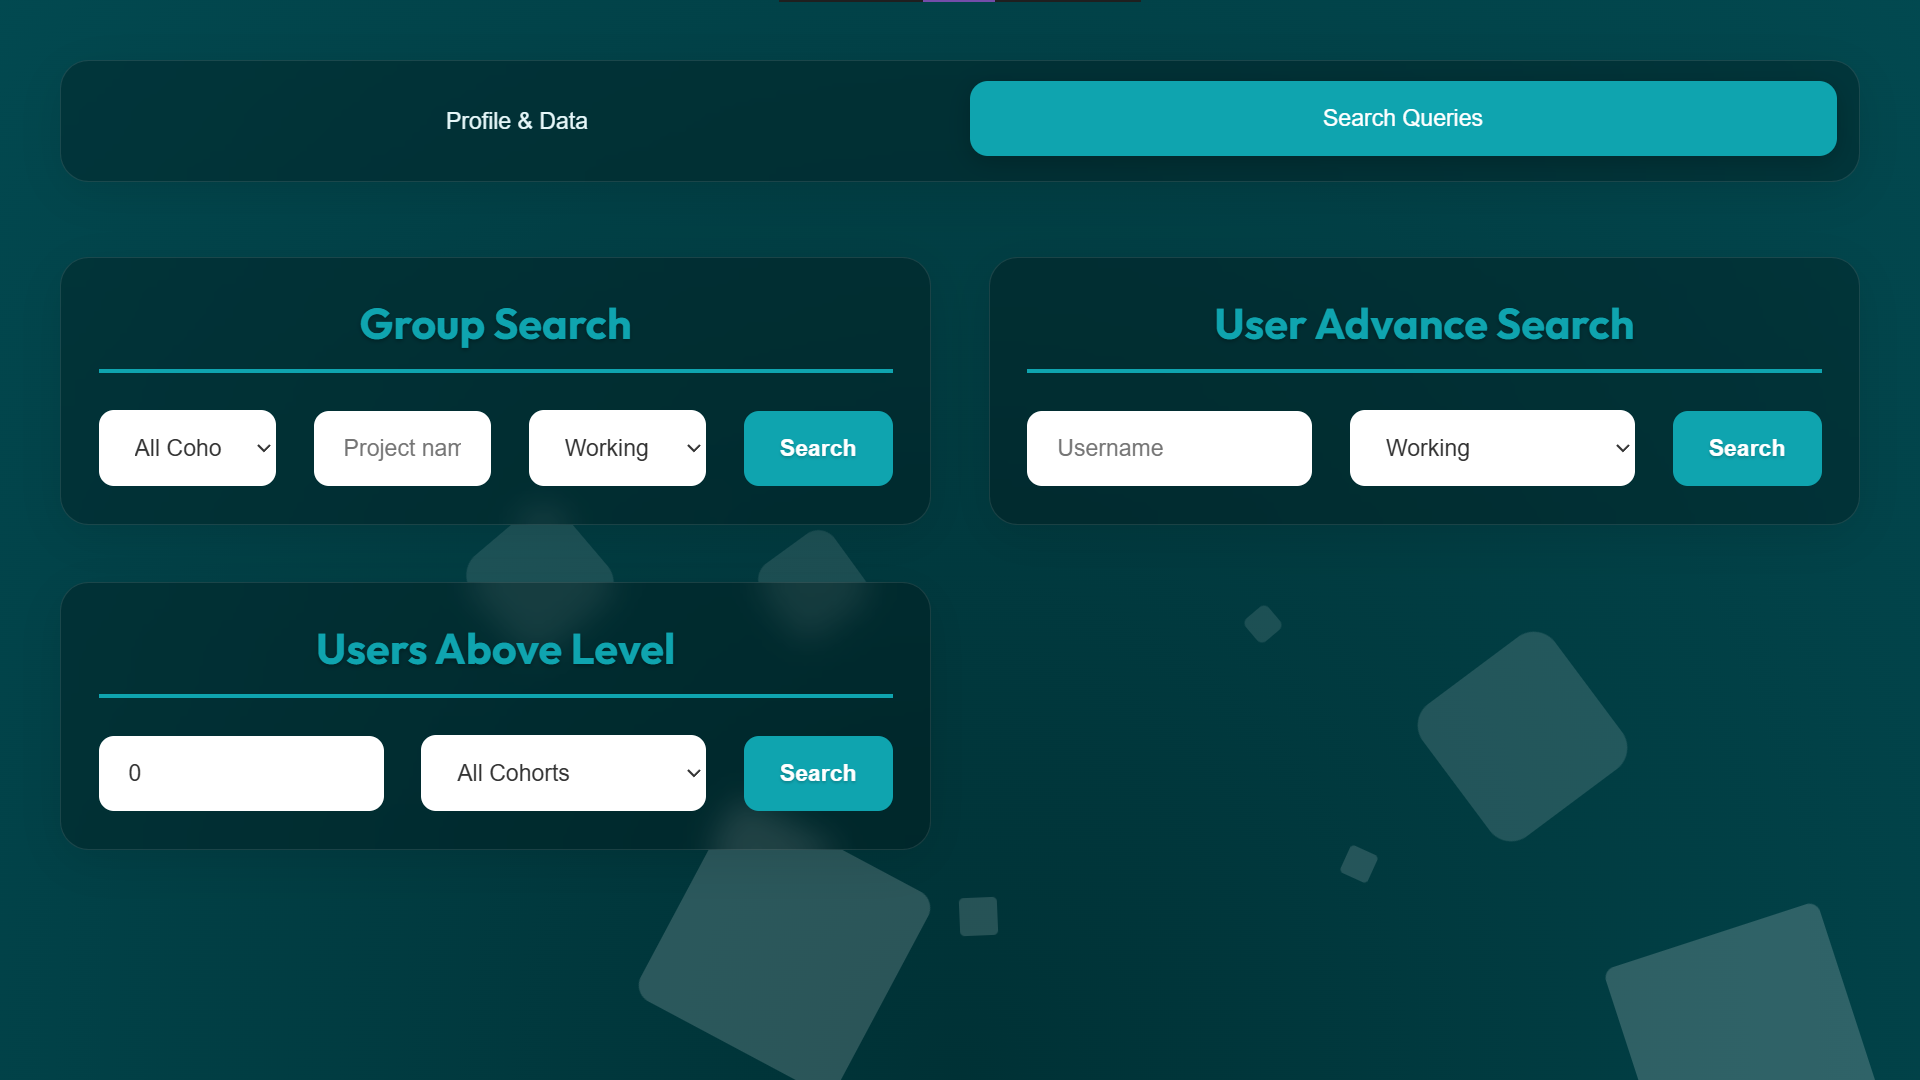 Profile & Data
Search Queries
Group Search
All Coho
Project nam
Working
Search
User Advance Search
Username
Working
Search
Users Above Level
0
All Cohorts
Search